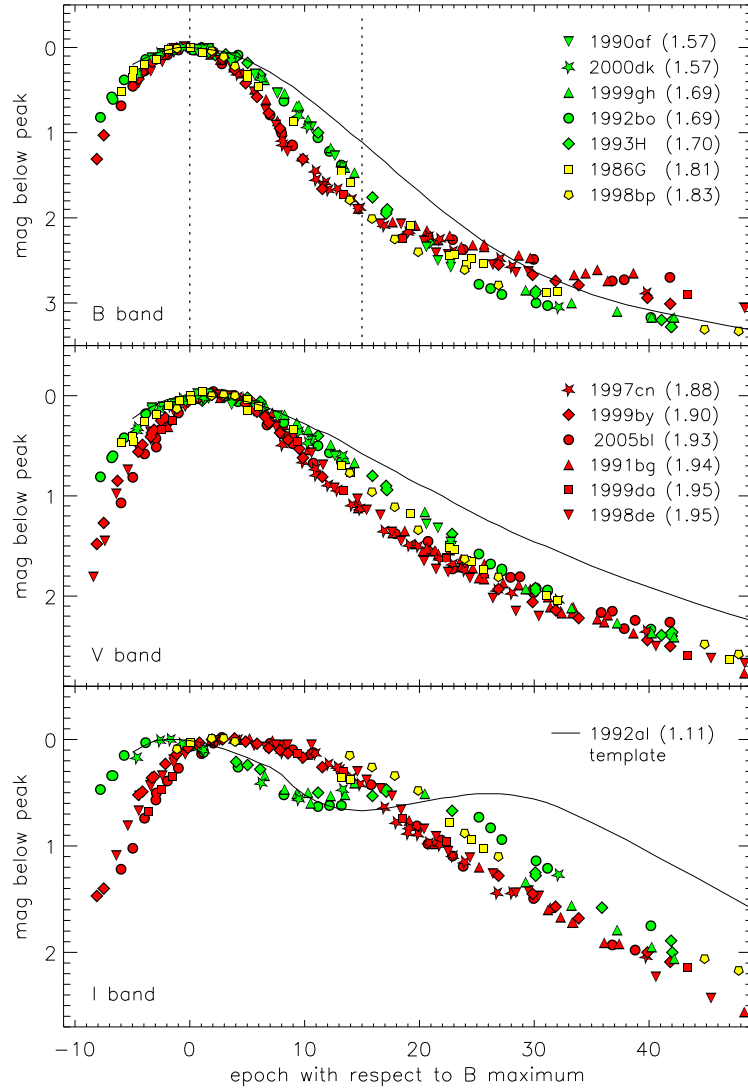 0
1
2
3
mag below peak
B band
1990af (1.57)
2000dk (1.57)
1999gh (1.69)
1992bo (1.69)
1993H (1.70)
1986G (1.81)
1998bp (1.83)
0
1
2
mag below peak
V band
1997cn (1.88)
1999by (1.90)
2005bl (1.93)
1991bg (1.94)
1999da (1.95)
1998de (1.95)
0
1
2
mag below peak
I band
1992al (1.11)
template
−10 0 10 20 30 40
epoch with respect to B maximum